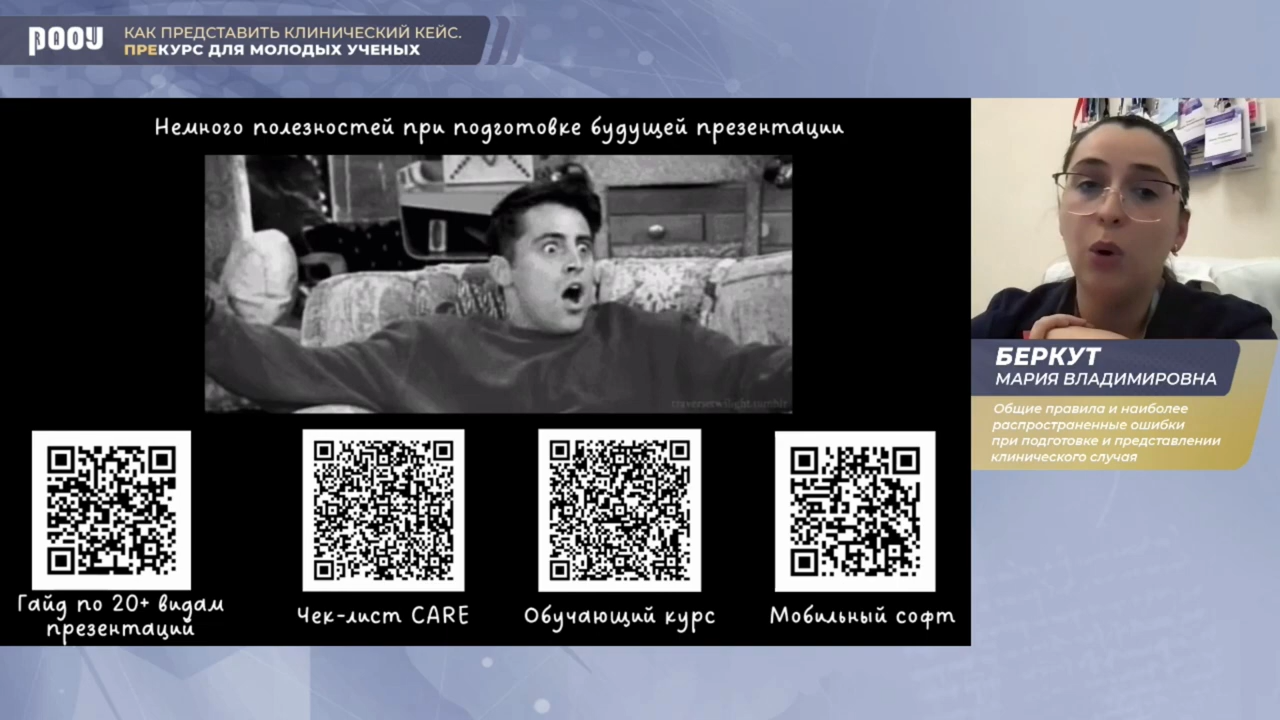 РООУ
КАК ПРЕДСТАВИТЬ КЛИНИЧЕСКИЙ КЕЙС.
ПРЕКУРС ДЛЯ МОЛОДЫХ УЧЕНЫХ
Немного полезностей при подготовке будущей презентации
Гайд по 20+ видам
презентаций
Чек-лист CARE
Обучающий курс
Мобильный софт
БЕРКУТ
МАРИЯ ВЛАДИМИРОВНА
Общие правила и наиболее
распространенные ошибки
при подготовке и представлении
клинического случая